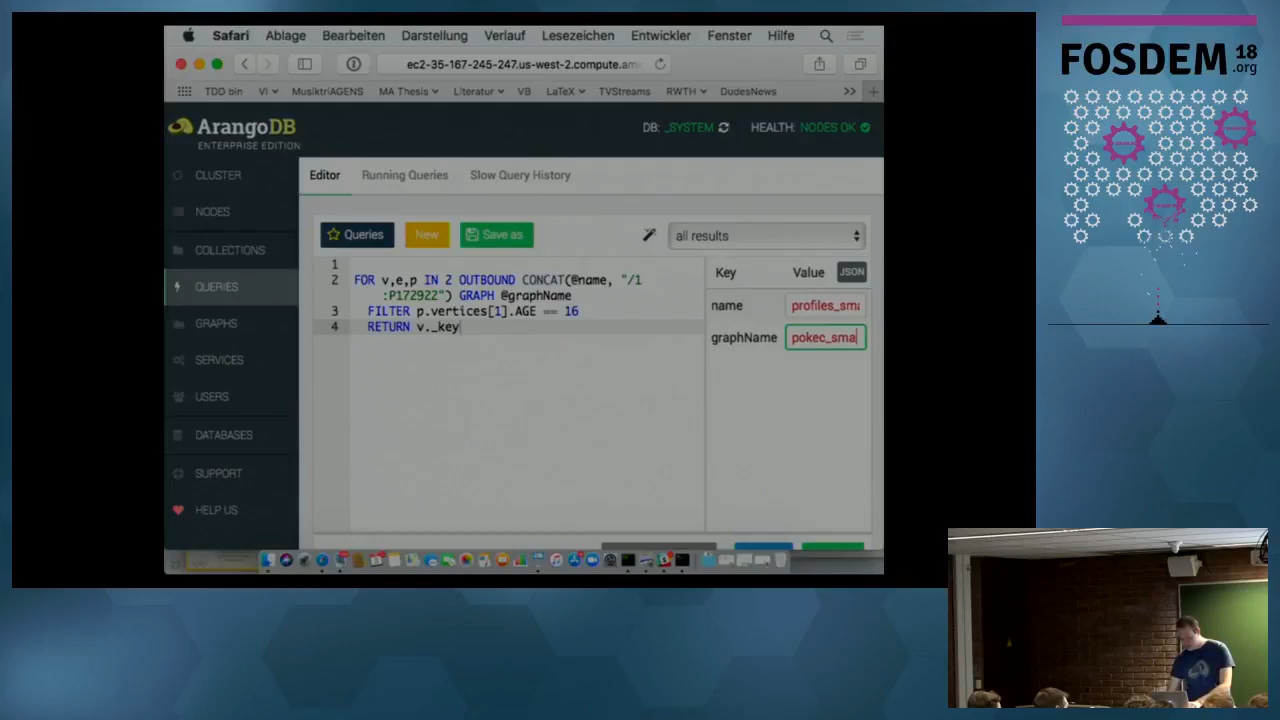 Safari Ablage Bearbeiten Darstellung Verlauf Lesezeichen Entwickler Fenster Hilfe
ec2-35-167-245-247.us-west-2.compute.am
TDD bin VI MusiktriAGENS MA Thesis Literatur VB LaTeX TVStreams RWTH DudesNews >> +
ArangoDB
ENTERPRISE EDITION
DB: _SYSTEM HEALTH: NODES OK
CLUSTER
NODES
COLLECTIONS
QUERIES
GRAPHS
SERVICES
USERS
DATABASES
SUPPORT
HELP US
Editor Running Queries Slow Query History
Queries New Save as all results
1
2 FOR v,e,p IN 2 OUTBOUND CONCAT(@name, "/1
:P172922") GRAPH @graphName
3 FILTER p.vertices[1].AGE == 16
4 RETURN v._key
Key Value JSON
name profiles_sma
graphName pokec_sma
FOSDEM 18
.org